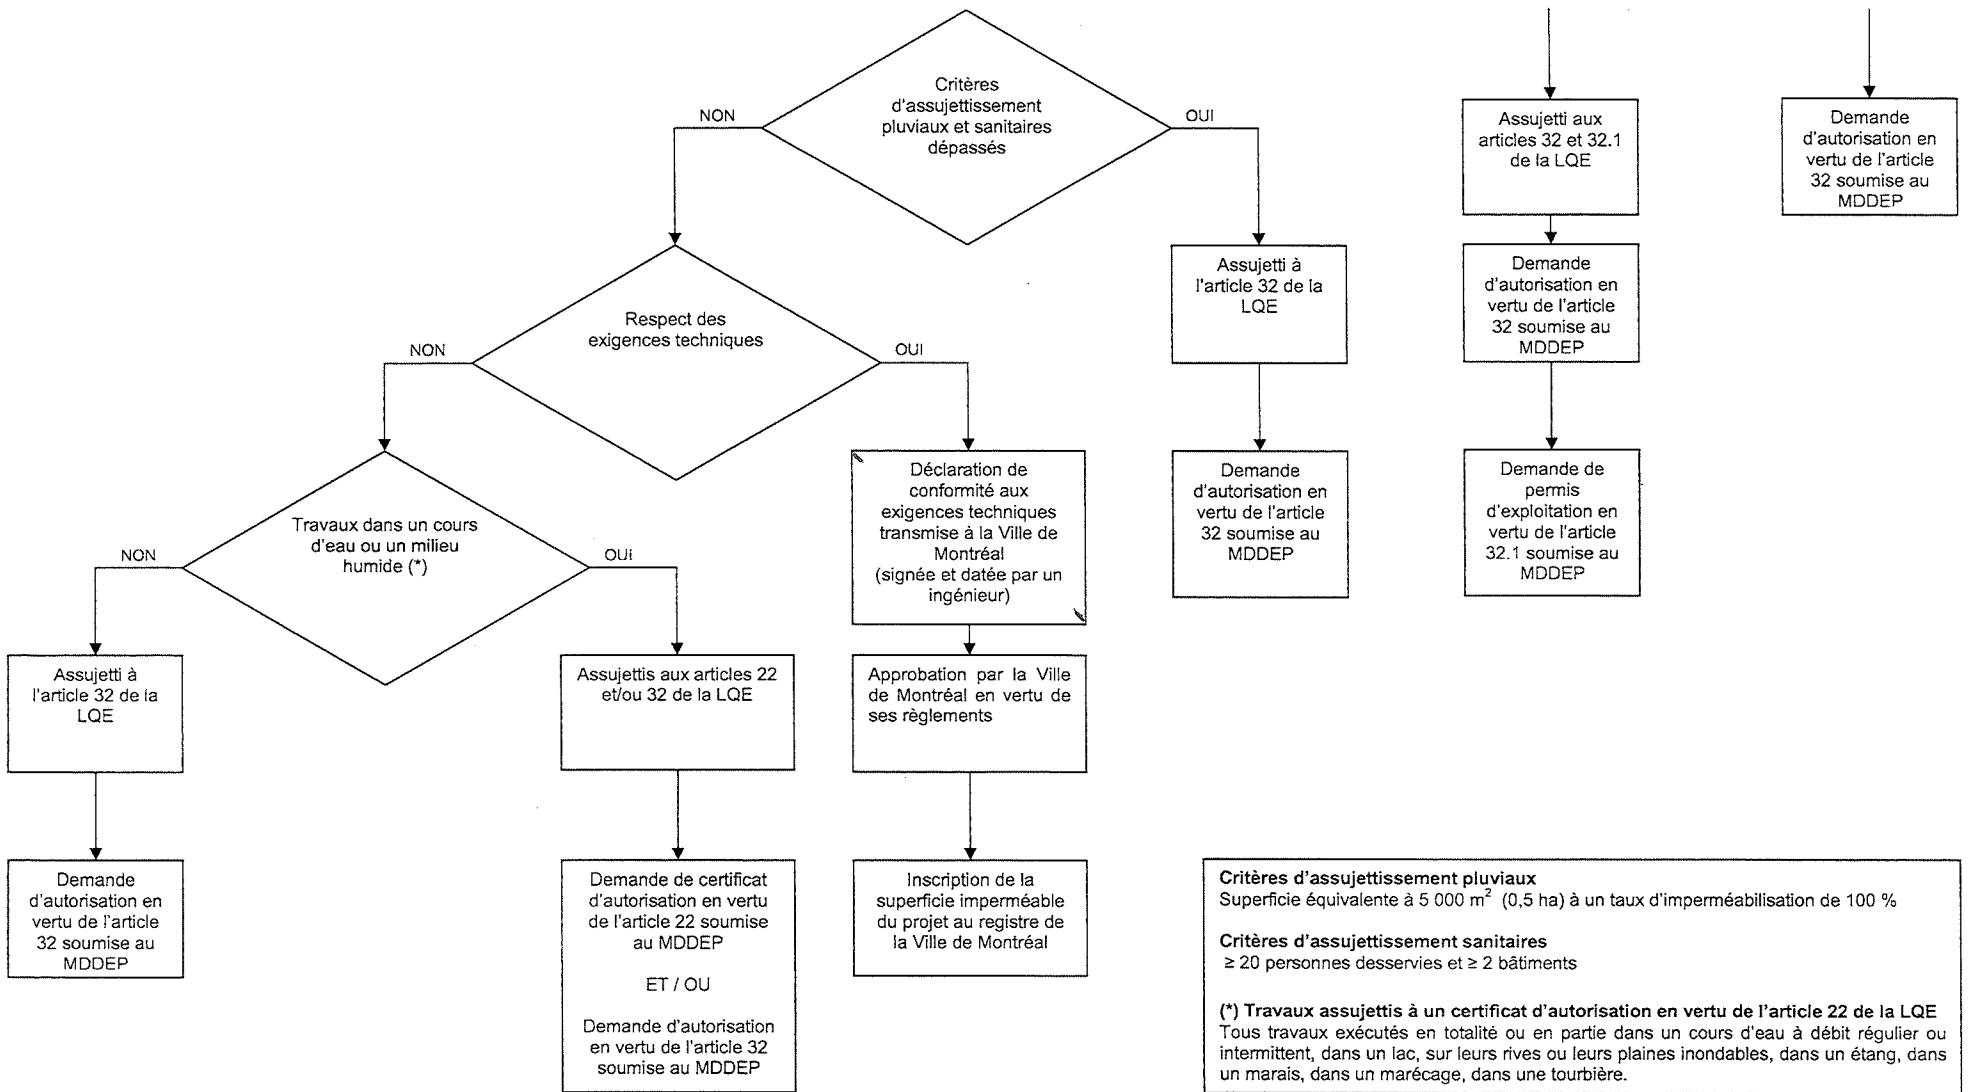 Critères
d'assujettissement
pluviaux et sanitaires
dépassés
NON
OUI
Assujetti aux
articles 32 et 32.1
de la LQE
Demande
d'autorisation en
vertu de l'article
32 soumise au
MDDEP
Respect des
exigences techniques
NON
OUI
Assujetti à
l'article 32 de la
LQE
Demande
d'autorisation en
vertu de l'article
32 soumise au
MDDEP
Travaux dans un cours
d'eau ou un milieu
humide (*)
NON
OUI
Déclaration de
conformité aux
exigences techniques
transmise à la Ville de
Montréal
(signée et datée par un
ingénieur)
Demande
d'autorisation en
vertu de l'article
32 soumise au
MDDEP
Demande de
permis
d'exploitation en
vertu de l'article
32.1 soumise au
MDDEP
Assujetti à
l'article 32 de la
LQE
Assujettis aux articles 22
et/ou 32 de la LQE
Approbation par la Ville
de Montréal en vertu de
ses règlements
Demande
d'autorisation en
vertu de l'article
32 soumise au
MDDEP
Demande de certificat
d'autorisation en vertu
de l'article 22 soumise
au MDDEP
ET / OU
Demande d'autorisation
en vertu de l'article 32
soumise au MDDEP
Inscription de la
superficie imperméable
du projet au registre de
la Ville de Montréal
Critères d'assujettissement pluviaux
Superficie équivalente à 5 000 m² (0,5 ha) à un taux d'imperméabilisation de 100 %
Critères d'assujettissement sanitaires
≥ 20 personnes desservies et ≥ 2 bâtiments
(*) Travaux assujettis à un certificat d'autorisation en vertu de l'article 22 de la LQE
Tous travaux exécutés en totalité ou en partie dans un cours d'eau à débit régulier ou
intermittent, dans un lac, sur leurs rives ou leurs plaines inondables, dans un étang, dans
un marais, dans un marécage, dans une tourbière.